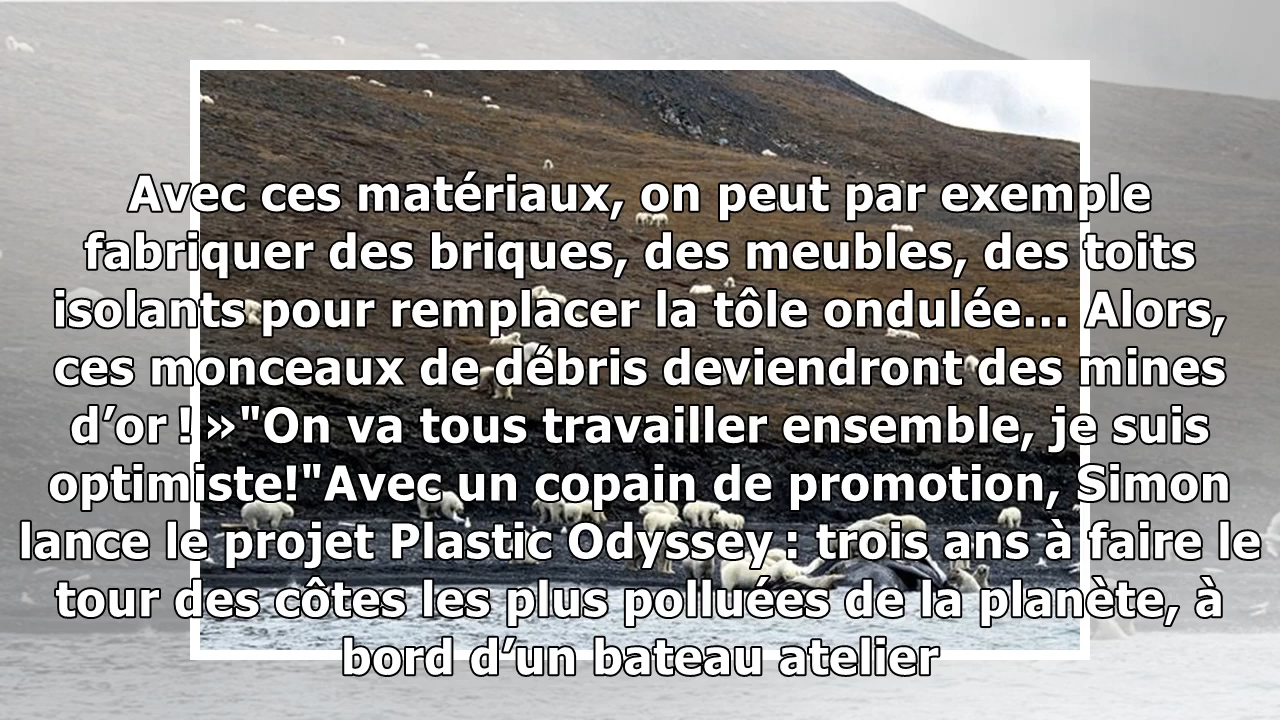 Avec ces matériaux, on peut par exemple
fabriquer des briques, des meubles, des toits
isolants pour remplacer la tôle ondulée… Alors,
ces monceaux de débris deviendront des mines
d’or ! »"On va tous travailler ensemble, je suis
optimiste!"Avec un copain de promotion, Simon
lance le projet Plastic Odyssey : trois ans à faire le
tour des côtes les plus polluées de la planète, à
bord d’un bateau atelier